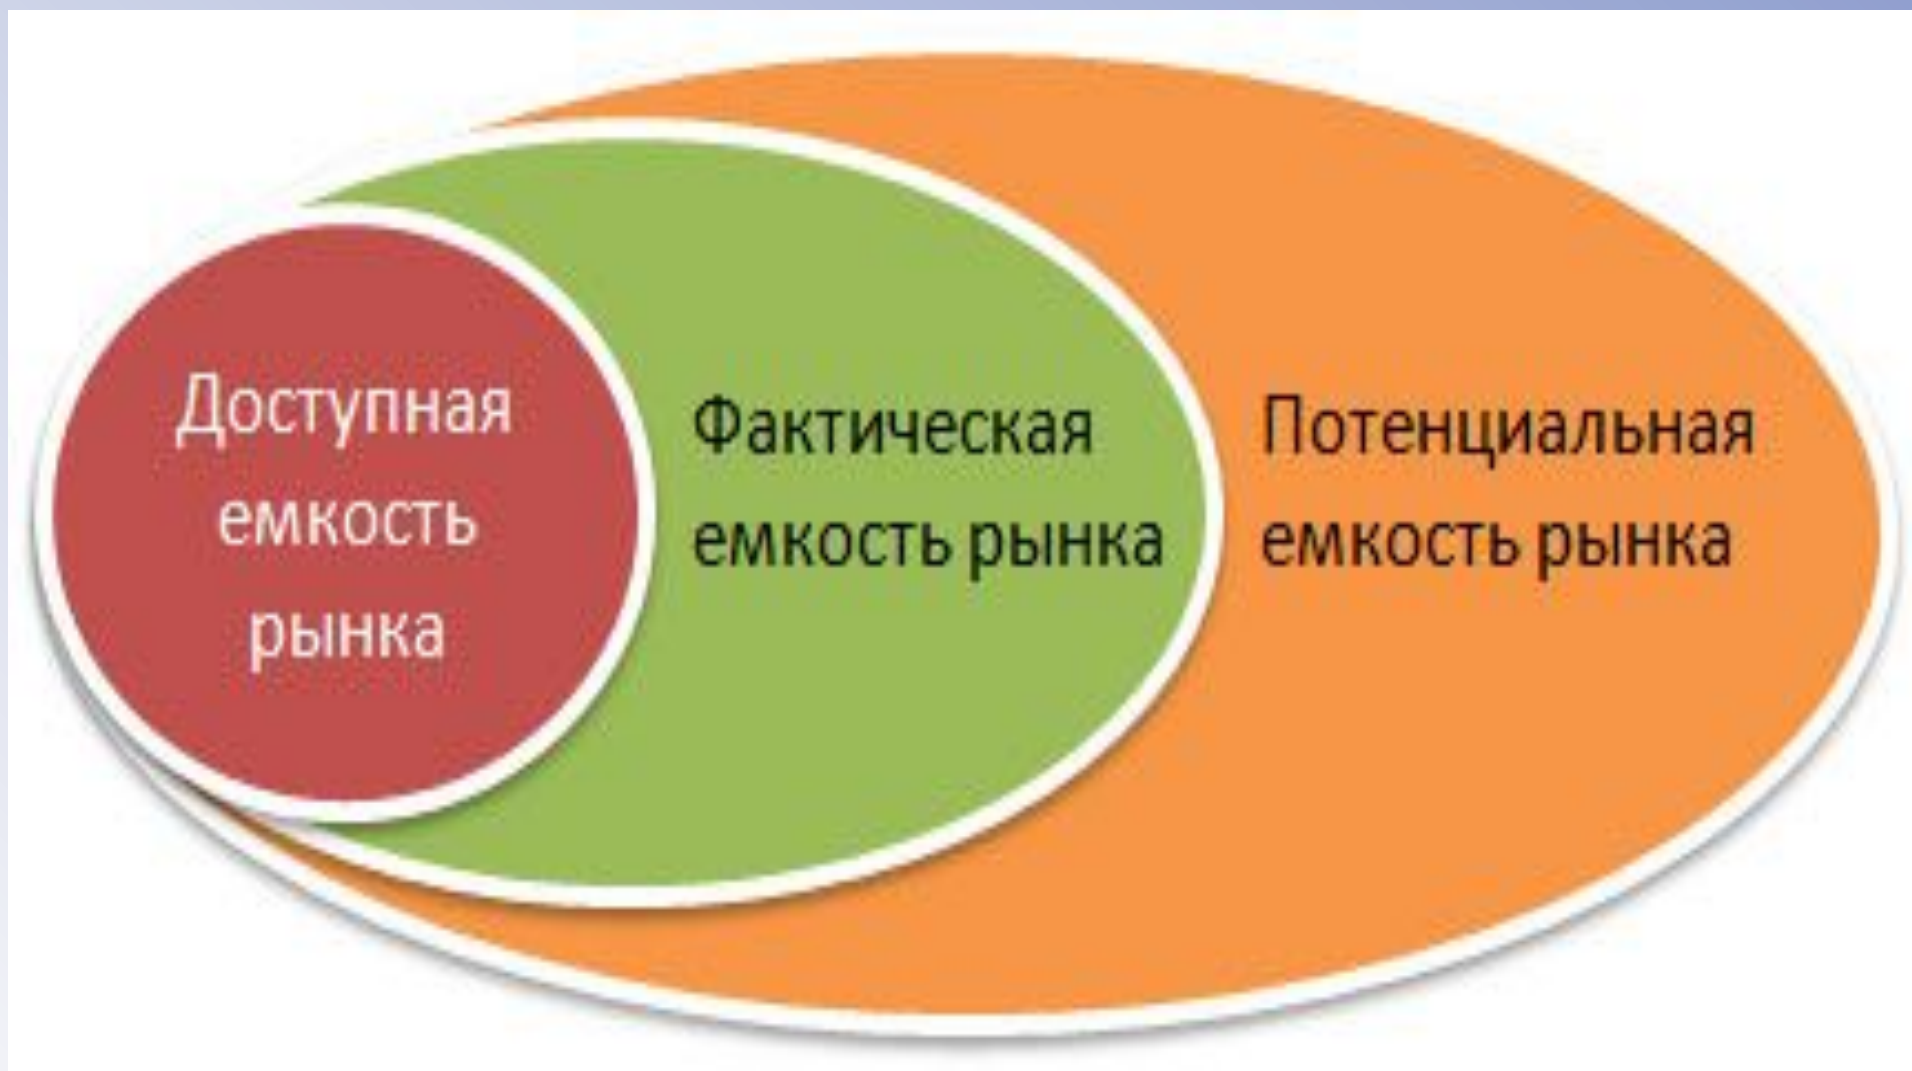 Доступная
емкость
рынка
Фактическая
емкость рынка
Потенциальная
емкость рынка